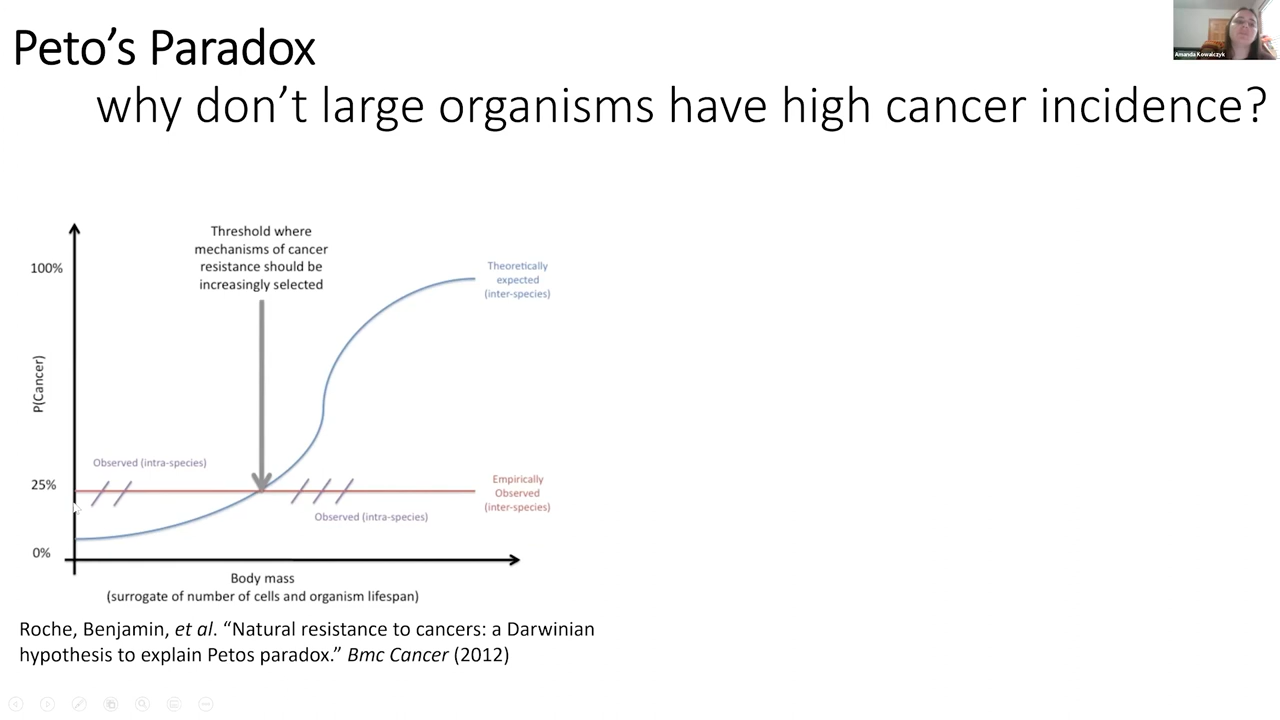 Peto’s Paradox
why don’t large organisms have high cancer incidence?
Amanda Kowalczyk
Threshold where
mechanisms of cancer
resistance should be
increasingly selected
100%
Theoretically
expected
(inter-species)
P(Cancer)
Observed (intra-species)
25%
Empirically
Observed
(inter-species)
Observed (intra-species)
0%
Body mass
(surrogate of number of cells and organism lifespan)
Roche, Benjamin, et al. “Natural resistance to cancers: a Darwinian
hypothesis to explain Petos paradox.” Bmc Cancer (2012)